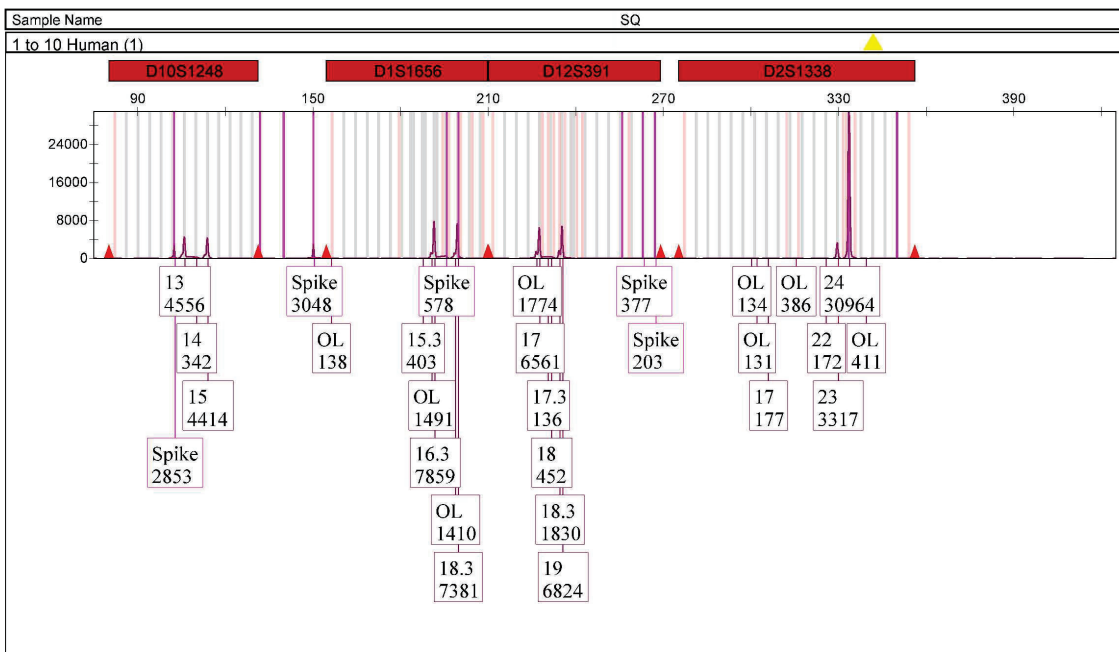 Sample Name SQ
1 to 10 Human (1)
D10S1248 D1S1656 D12S391 D2S1338
90 150 210 270 330 390
24000
16000
8000
0
13
4556
14
342
15
4414
Spike
2853
Spike
3048
OL
138
Spike
578
15.3
403
OL
1491
16.3
7859
OL
1410
18.3
7381
OL
1774
17
6561
17.3
136
18
452
18.3
1830
19
6824
Spike
377
Spike
203
OL
134
OL
131
17
177
OL
386
24
30964
22
172
OL
411
23
3317